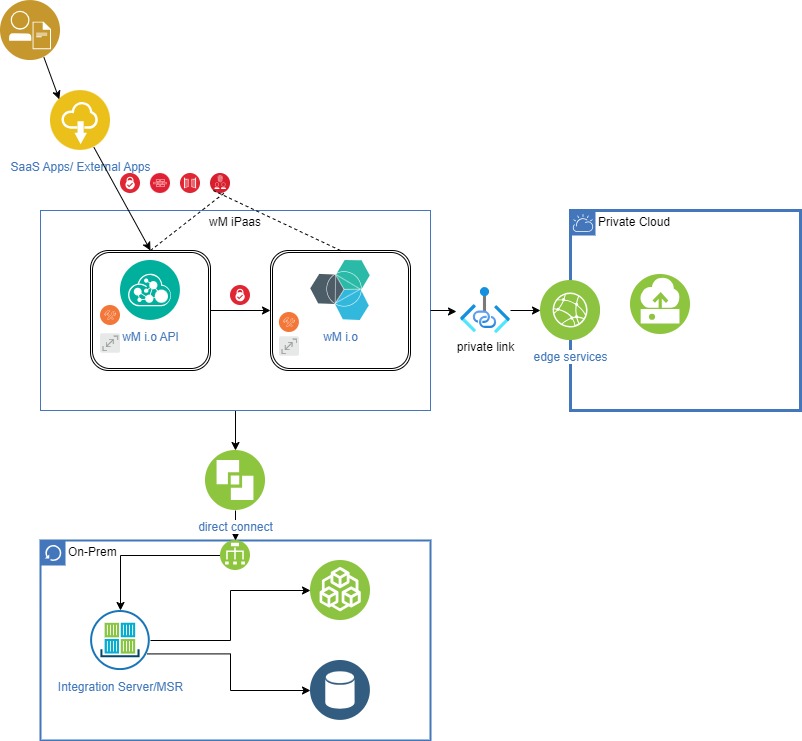 SaaS Apps/ External Apps
wM iPaas
Private Cloud
wM i.o API
wM i.o
private link
edge services
direct connect
On-Prem
Integration Server/MSR